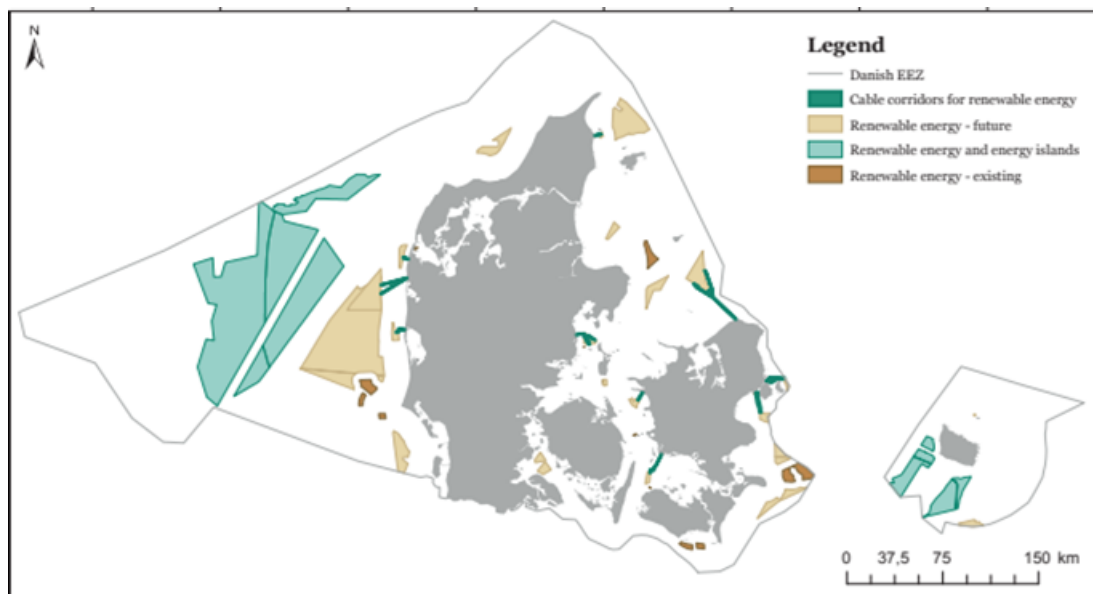 N
Legend
Danish EEZ
Cable corridors for renewable energy
Renewable energy - future
Renewable energy and energy islands
Renewable energy - existing
0 37,5 75 150 km